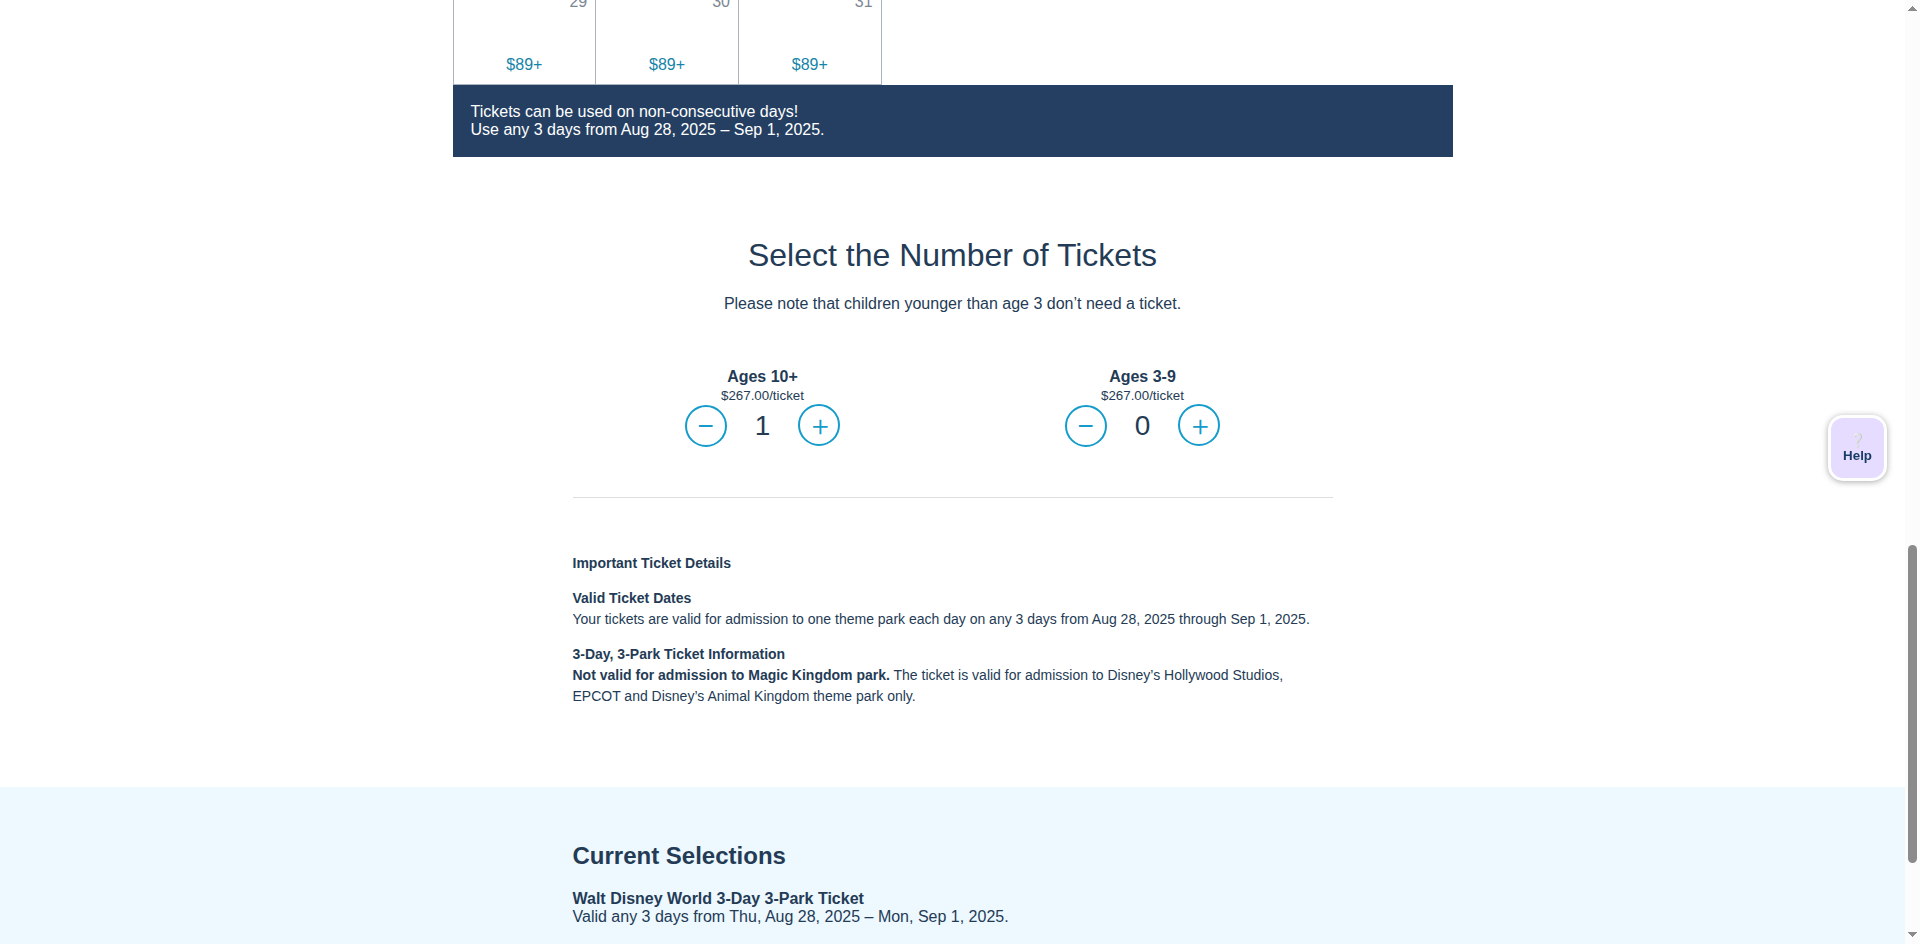 29 30 31
$89+ $89+ $89+
Tickets can be used on non-consecutive days!
Use any 3 days from Aug 28, 2025 – Sep 1, 2025.
Select the Number of Tickets
Please note that children younger than age 3 don’t need a ticket.
Ages 10+
$267.00/ticket
1
Ages 3-9
$267.00/ticket
0
? Help
Important Ticket Details
Valid Ticket Dates
Your tickets are valid for admission to one theme park each day on any 3 days from Aug 28, 2025 through Sep 1, 2025.
3-Day, 3-Park Ticket Information
Not valid for admission to Magic Kingdom park. The ticket is valid for admission to Disney’s Hollywood Studios,
EPCOT and Disney’s Animal Kingdom theme park only.
Current Selections
Walt Disney World 3-Day 3-Park Ticket
Valid any 3 days from Thu, Aug 28, 2025 – Mon, Sep 1, 2025.